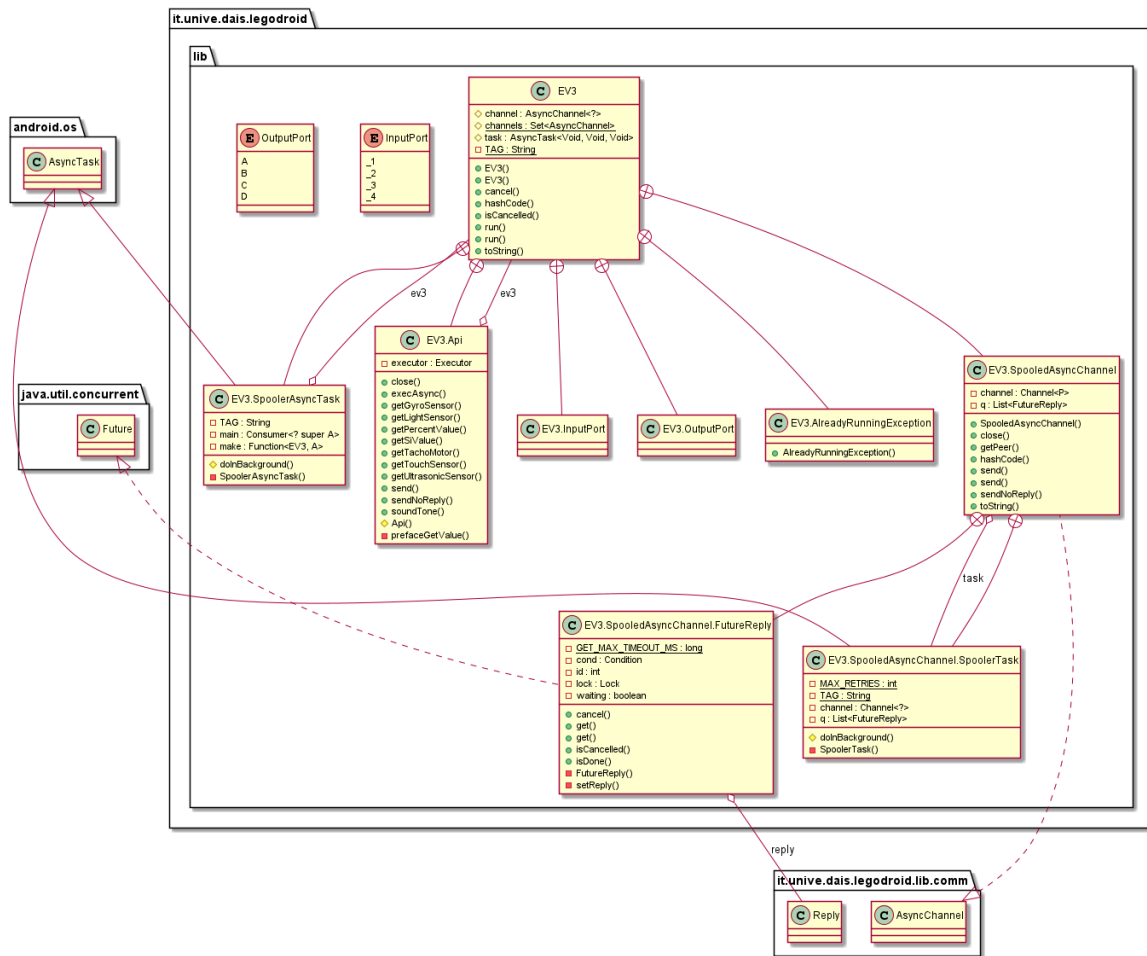 it.unive.dais.legodroid
lib
C EV3
channel : AsyncChannel<?>
channels : Set<AsyncChannel>
task : AsyncTask<Void, Void, Void>
TAG : String
EV3()
EV3()
cancel()
hashCode()
isCancelled()
run()
run()
toString()
E OutputPort
A
B
C
D
E InputPort
_1
_2
_3
_4
android.os
C AsyncTask
java.util.concurrent
C Future
ev3
ev3
C EV3.SpoolerAsyncTask
TAG : String
main : Consumer<? super A>
make : Function<EV3, A>
doInBackground()
SpoolerAsyncTask()
C EV3.Api
executor : Executor
close()
execAsync()
getGyroSensor()
getLightSensor()
getPercentValue()
getSiValue()
getTachoMotor()
getTouchSensor()
getUltrasonicSensor()
send()
sendNoReply()
soundTone()
Api()
prefaceGetValue()
C EV3.InputPort
C EV3.OutputPort
C EV3.AlreadyRunningException
AlreadyRunningException()
C EV3.SpooledAsyncChannel
channel : Channel<P>
q : List<FutureReply>
SpooledAsyncChannel()
close()
getPeer()
hashCode()
send()
send()
sendNoReply()
toString()
task
C EV3.SpooledAsyncChannel.FutureReply
GET_MAX_TIMEOUT_MS : long
cond : Condition
id : int
lock : Lock
waiting : boolean
cancel()
get()
get()
isCancelled()
isDone()
FutureReply()
setReply()
C EV3.SpooledAsyncChannel.SpoolerTask
MAX_RETRIES : int
TAG : String
channel : Channel<?>
q : List<FutureReply>
doInBackground()
SpoolerTask()
reply
it.unive.dais.legodroid.lib.comm
C Reply
C AsyncChannel